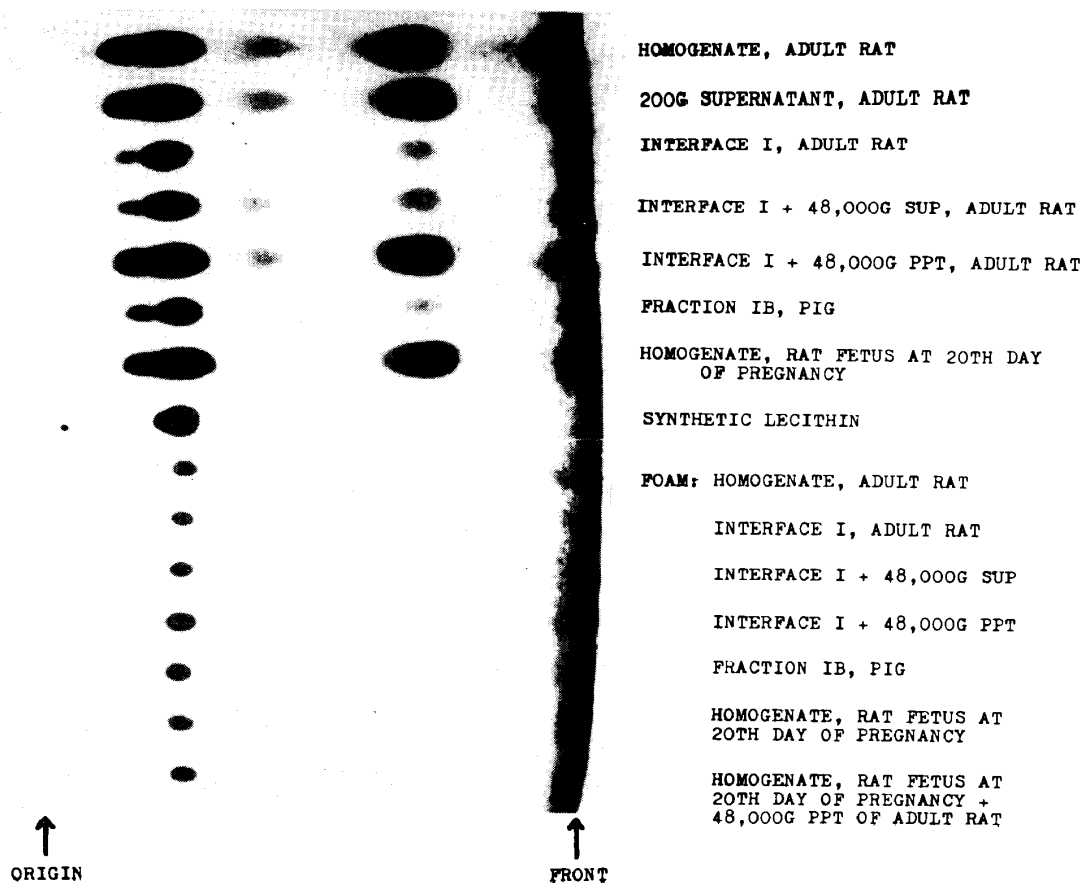 HOMOGENATE, ADULT RAT
200G SUPERNATANT, ADULT RAT
INTERFACE I, ADULT RAT
INTERFACE I + 48,000G SUP, ADULT RAT
INTERFACE I + 48,000G PPT, ADULT RAT
FRACTION IB, PIG
HOMOGENATE, RAT FETUS AT 20TH DAY
OF PREGNANCY
SYNTHETIC LECITHIN
FOAM: HOMOGENATE, ADULT RAT
INTERFACE I, ADULT RAT
INTERFACE I + 48,000G SUP
INTERFACE I + 48,000G PPT
FRACTION IB, PIG
HOMOGENATE, RAT FETUS AT
20TH DAY OF PREGNANCY
HOMOGENATE, RAT FETUS AT
20TH DAY OF PREGNANCY +
48,000G PPT OF ADULT RAT
ORIGIN
FRONT